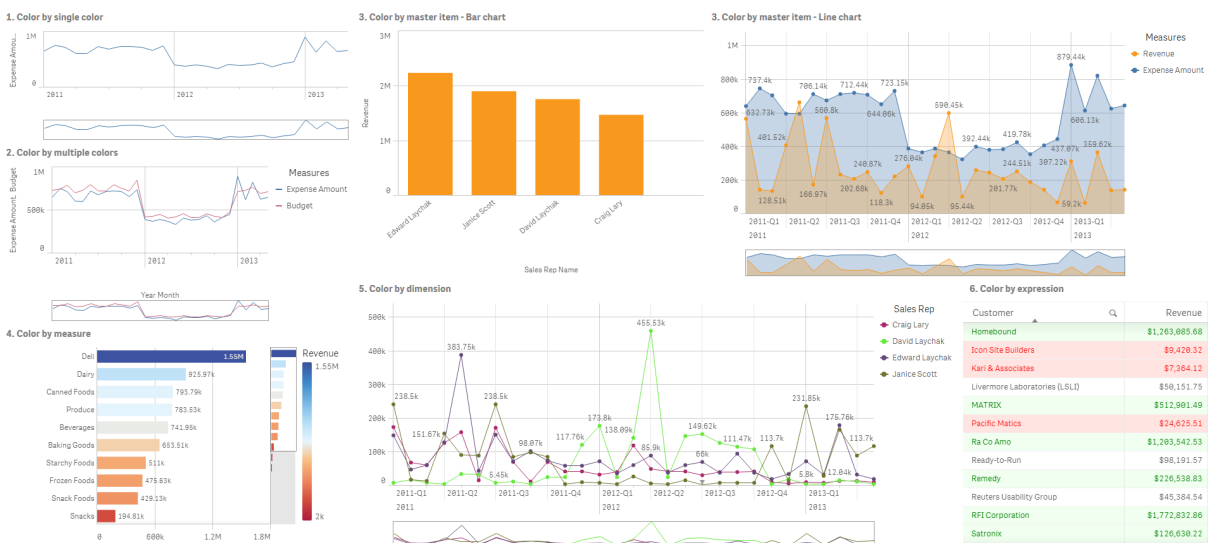 1. Color by single color
1M
0
Expense Amou...
2011
2012
2013
2. Color by multiple colors
1M
500k
0
Expense Amount, Budget
2011
2012
2013
Year Month
Measures
Expense Amount
Budget
3. Color by master item - Bar chart
3M
2M
1M
0
Revenue
Edward Laychak
Janice Scott
David Laychak
Craig Lary
Sales Rep Name
3. Color by master item - Line chart
Measures
Revenue
Expense Amount
1M
800k
600k
400k
200k
0
879.44k
737.4k
706.14k
712.44k
723.15k
632.73k
560.8k
644.06k
590.45k
606.13k
401.52k
392.44k
419.78k
437.07k
359.62k
240.87k
276.04k
244.51k
307.22k
128.51k
166.97k
202.68k
118.3k
94.05k
95.44k
201.77k
59.2k
2011-Q1
2011-Q2
2011-Q3
2011-Q4
2012-Q1
2012-Q2
2012-Q3
2012-Q4
2013-Q1
2011
2012
2013
4. Color by measure
Deli
1.55M
Dairy
925.97k
Canned Foods
793.79k
Produce
783.53k
Beverages
741.95k
Baking Goods
653.51k
Starchy Foods
511k
Frozen Foods
475.63k
Snack Foods
429.13k
Snacks
194.81k
0
600k
1.2M
1.8M
Revenue
1.55M
2k
5. Color by dimension
Sales Rep
Craig Lary
David Laychak
Edward Laychak
Janice Scott
500k
400k
300k
200k
100k
0
455.53k
383.75k
238.5k
238.5k
231.85k
151.67k
98.07k
117.76k
173.8k
138.09k
149.62k
111.47k
113.7k
175.76k
113.7k
5.45k
85.9k
66k
5.8k
12.04k
2011-Q1
2011-Q2
2011-Q3
2011-Q4
2012-Q1
2012-Q2
2012-Q3
2012-Q4
2013-Q1
2011
2012
2013
6. Color by expression
Customer Revenue
Homebound $1,263,085.68
Icon Site Builders $9,420.32
Kari & Associates $7,364.12
Livermore Laboratories (LSLI) $50,151.75
MATRIX $512,901.49
Pacific Matics $24,625.51
Ra Co Amo $1,203,542.53
Ready-to-Run $98,191.57
Remedy $226,538.83
Reuters Usability Group $45,384.54
RFI Corporation $1,772,832.86
Satronix $126,630.22